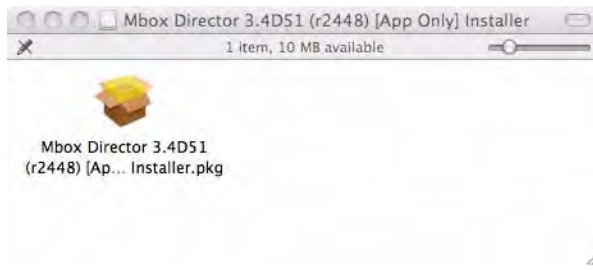 Mbox Director 3.4D51 (r2448) [App Only] Installer
1 item, 10 MB available
Mbox Director 3.4D51
(r2448) [Ap... Installer.pkg